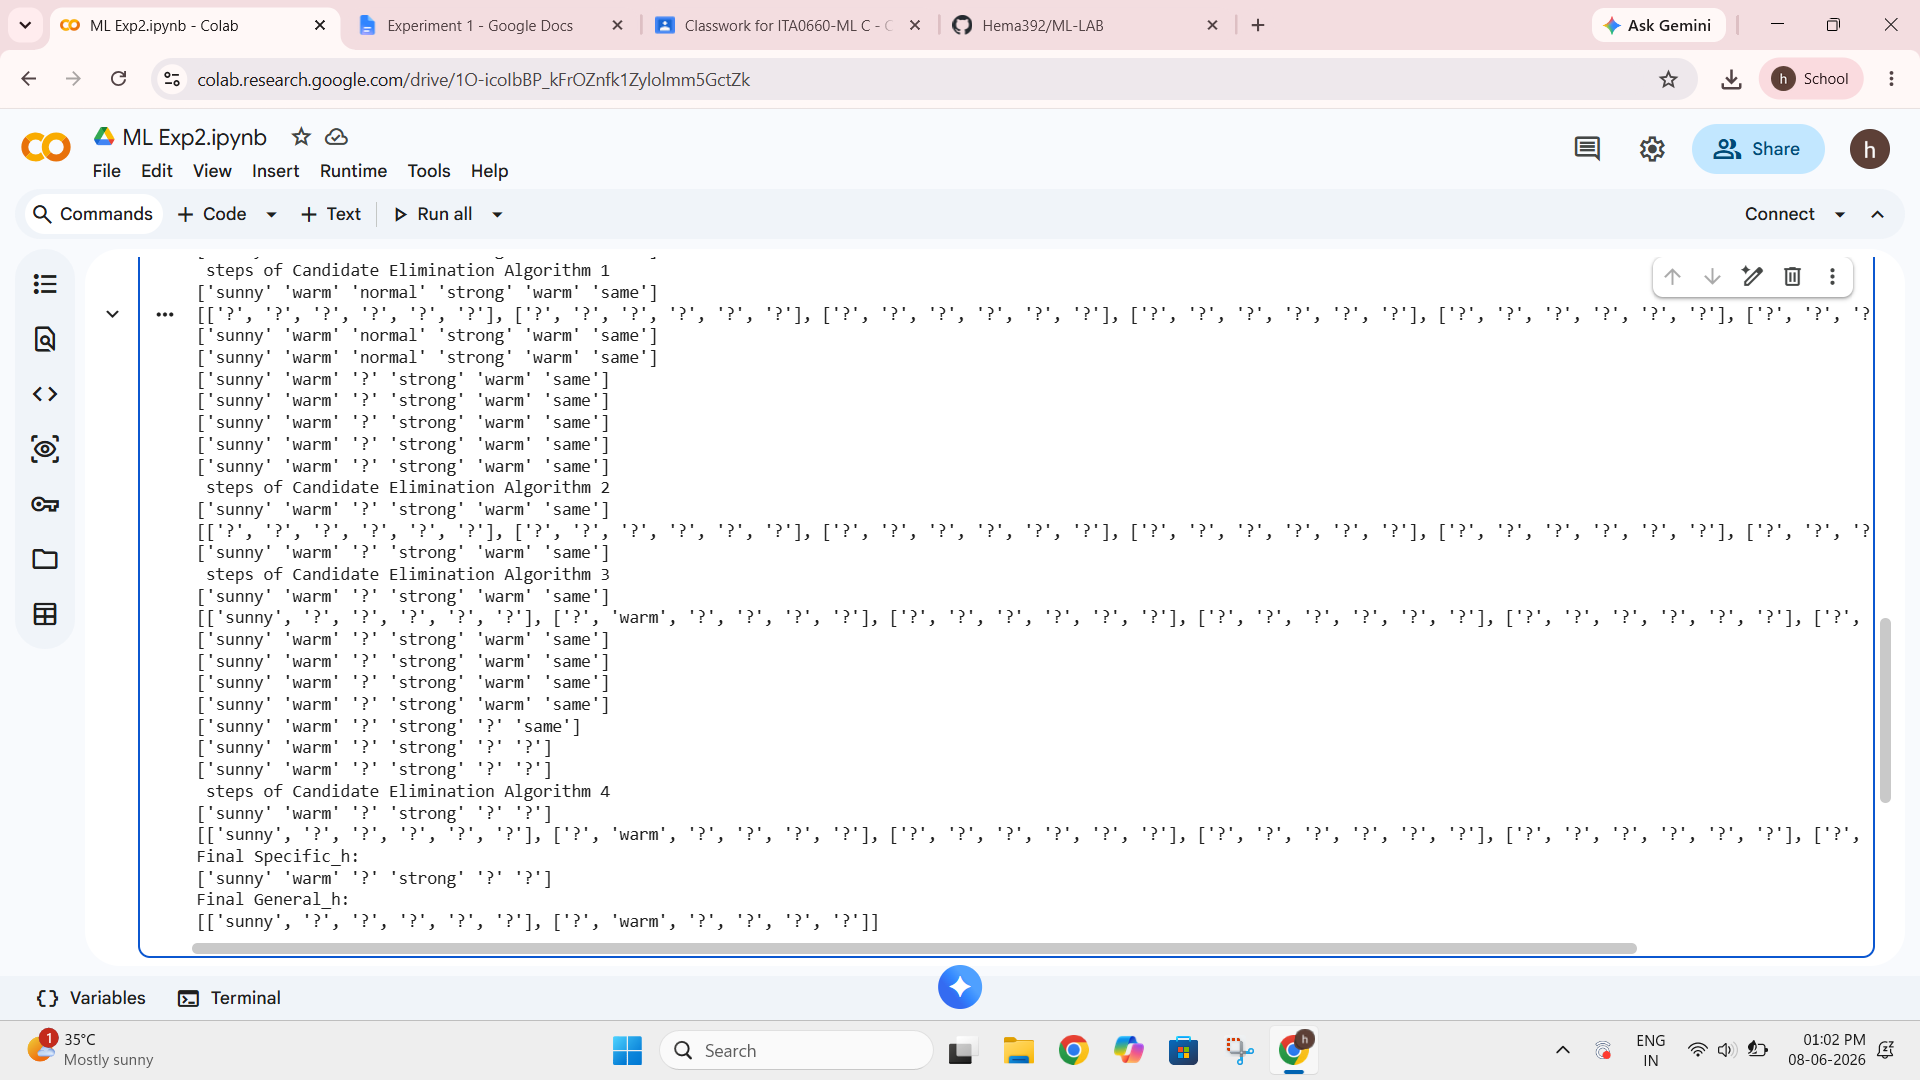 ML Exp2.ipynb - Colab
Experiment 1 - Google Docs
Classwork for ITA0660-ML C - C
Hema392/ML-LAB
Ask Gemini
colab.research.google.com/drive/1O-icoIbBP_kFrOZnfk1Zylolmm5GctZk
h School
ML Exp2.ipynb
File Edit View Insert Runtime Tools Help
Share
h
Commands + Code + Text Run all
Connect
steps of Candidate Elimination Algorithm 1
['sunny' 'warm' 'normal' 'strong' 'warm' 'same']
[['?', '?', '?', '?', '?', '?'], ['?', '?', '?', '?', '?', '?'], ['?', '?', '?', '?', '?', '?'], ['?', '?', '?', '?', '?', '?'], ['?', '?', '?', '?', '?', '?'], ['?', '?', '?
['sunny' 'warm' 'normal' 'strong' 'warm' 'same']
['sunny' 'warm' 'normal' 'strong' 'warm' 'same']
['sunny' 'warm' '?' 'strong' 'warm' 'same']
['sunny' 'warm' '?' 'strong' 'warm' 'same']
['sunny' 'warm' '?' 'strong' 'warm' 'same']
['sunny' 'warm' '?' 'strong' 'warm' 'same']
['sunny' 'warm' '?' 'strong' 'warm' 'same']
steps of Candidate Elimination Algorithm 2
['sunny' 'warm' '?' 'strong' 'warm' 'same']
[['?', '?', '?', '?', '?', '?'], ['?', '?', '?', '?', '?', '?'], ['?', '?', '?', '?', '?', '?'], ['?', '?', '?', '?', '?', '?'], ['?', '?', '?', '?', '?', '?'], ['?', '?', '?
['sunny' 'warm' '?' 'strong' 'warm' 'same']
steps of Candidate Elimination Algorithm 3
['sunny' 'warm' '?' 'strong' 'warm' 'same']
[['sunny', '?', '?', '?', '?', '?'], ['?', 'warm', '?', '?', '?', '?'], ['?', '?', '?', '?', '?', '?'], ['?', '?', '?', '?', '?', '?'], ['?', '?', '?', '?', '?', '?'], ['?',
['sunny' 'warm' '?' 'strong' 'warm' 'same']
['sunny' 'warm' '?' 'strong' 'warm' 'same']
['sunny' 'warm' '?' 'strong' 'warm' 'same']
['sunny' 'warm' '?' 'strong' 'warm' 'same']
['sunny' 'warm' '?' 'strong' '?' 'same']
['sunny' 'warm' '?' 'strong' '?' '?']
['sunny' 'warm' '?' 'strong' '?' '?']
steps of Candidate Elimination Algorithm 4
['sunny' 'warm' '?' 'strong' '?' '?']
[['sunny', '?', '?', '?', '?', '?'], ['?', 'warm', '?', '?', '?', '?'], ['?', '?', '?', '?', '?', '?'], ['?', '?', '?', '?', '?', '?'], ['?', '?', '?', '?', '?', '?'], ['?',
Final Specific_h:
['sunny' 'warm' '?' 'strong' '?' '?']
Final General_h:
[['sunny', '?', '?', '?', '?', '?'], ['?', 'warm', '?', '?', '?', '?']]
Variables
Terminal
1
35°C
Mostly sunny
Search
h
ENG
IN
01:02 PM
08-06-2026